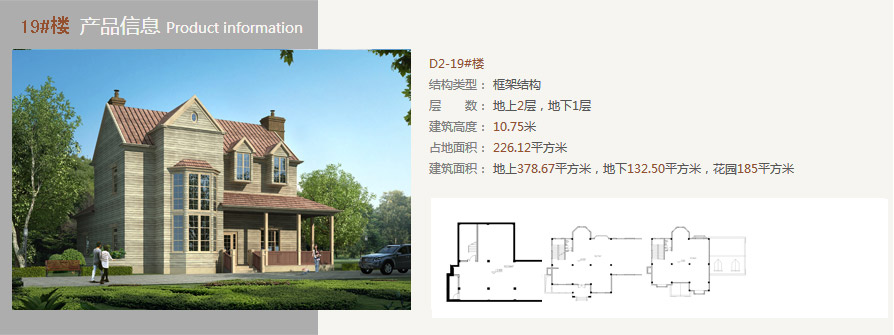 19#楼 产品信息 Product information
D2-19#楼
结构类型： 框架结构
层　　数： 地上2层，地下1层
建筑高度： 10.75米
占地面积： 226.12平方米
建筑面积： 地上378.67平方米，地下132.50平方米，花园185平方米